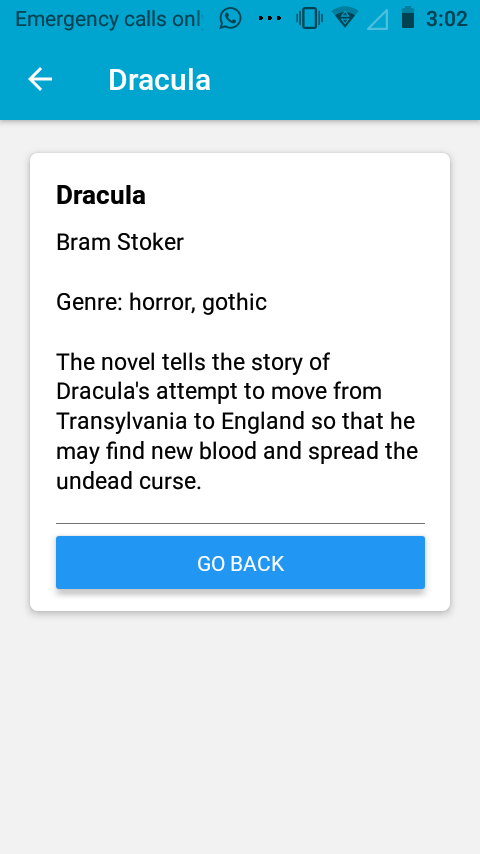 Emergency calls onl
3:02
Dracula
Dracula
Bram Stoker
Genre: horror, gothic
The novel tells the story of
Dracula's attempt to move from
Transylvania to England so that he
may find new blood and spread the
undead curse.
GO BACK